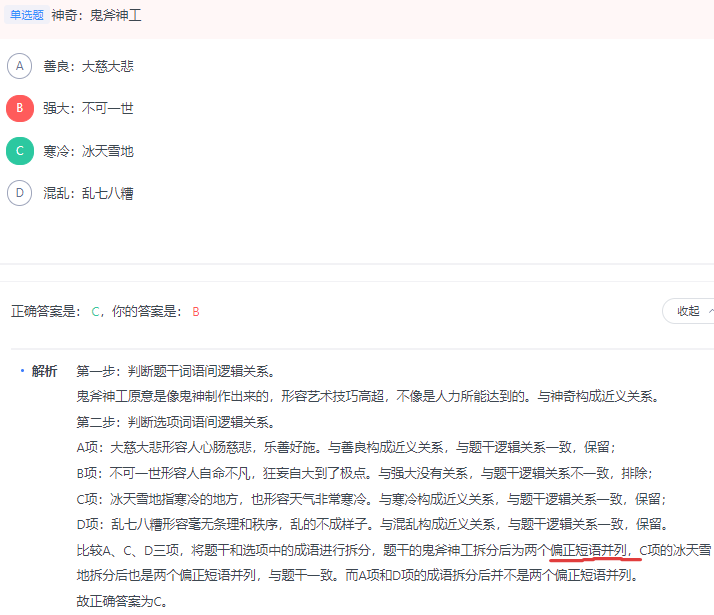 单选题 神奇：鬼斧神工
A 善良：大慈大悲
B 强大：不可一世
C 寒冷：冰天雪地
D 混乱：乱七八糟
正确答案是： C，你的答案是： B 收起
解析 第一步：判断题干词语间逻辑关系。
鬼斧神工原意是像鬼神制作出来的，形容艺术技巧高超，不像是人力所能达到的。与神奇构成近义关系。
第二步：判断选项词语间逻辑关系。
A项：大慈大悲形容人心肠慈悲，乐善好施。与善良构成近义关系，与题干逻辑关系一致，保留；
B项：不可一世形容人自命不凡，狂妄自大到了极点。与强大没有关系，与题干逻辑关系不一致，排除；
C项：冰天雪地指寒冷的地方，也形容天气非常寒冷。与寒冷构成近义关系，与题干逻辑关系一致，保留；
D项：乱七八糟形容毫无条理和秩序，乱的不成样子。与混乱构成近义关系，与题干逻辑关系一致，保留。
比较A、C、D三项，将题干和选项中的成语进行拆分，题干的鬼斧神工拆分后为两个偏正短语并列，C项的冰天雪
地拆分后也是两个偏正短语并列，与题干一致。而A项和D项的成语拆分后并不是两个偏正短语并列。
故正确答案为C。